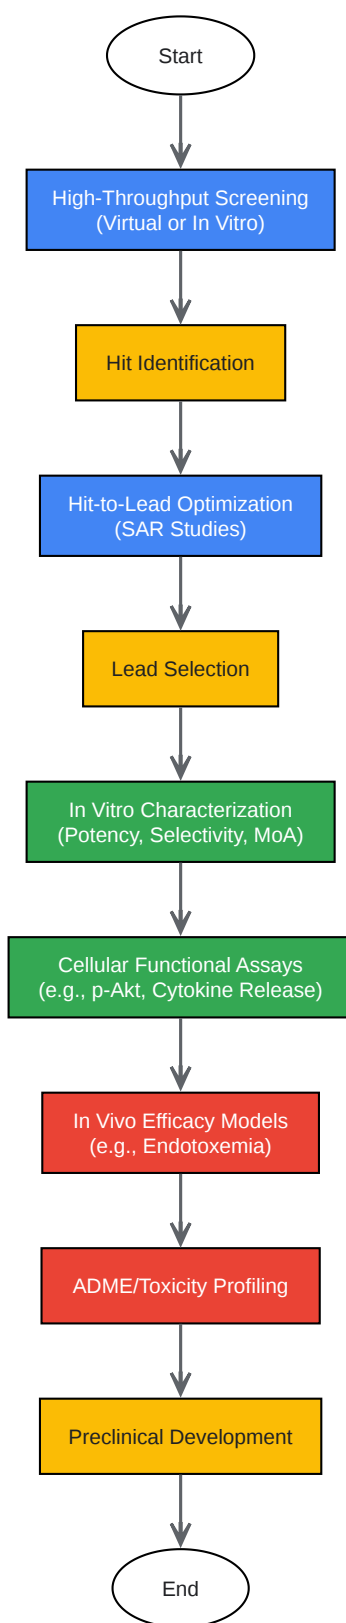 Start
High-Throughput Screening
(Virtual or In Vitro)
Hit Identification
Hit-to-Lead Optimization
(SAR Studies)
Lead Selection
In Vitro Characterization
(Potency, Selectivity, MoA)
Cellular Functional Assays
(e.g., p-Akt, Cytokine Release)
In Vivo Efficacy Models
(e.g., Endotoxemia)
ADME/Toxicity Profiling
Preclinical Development
End